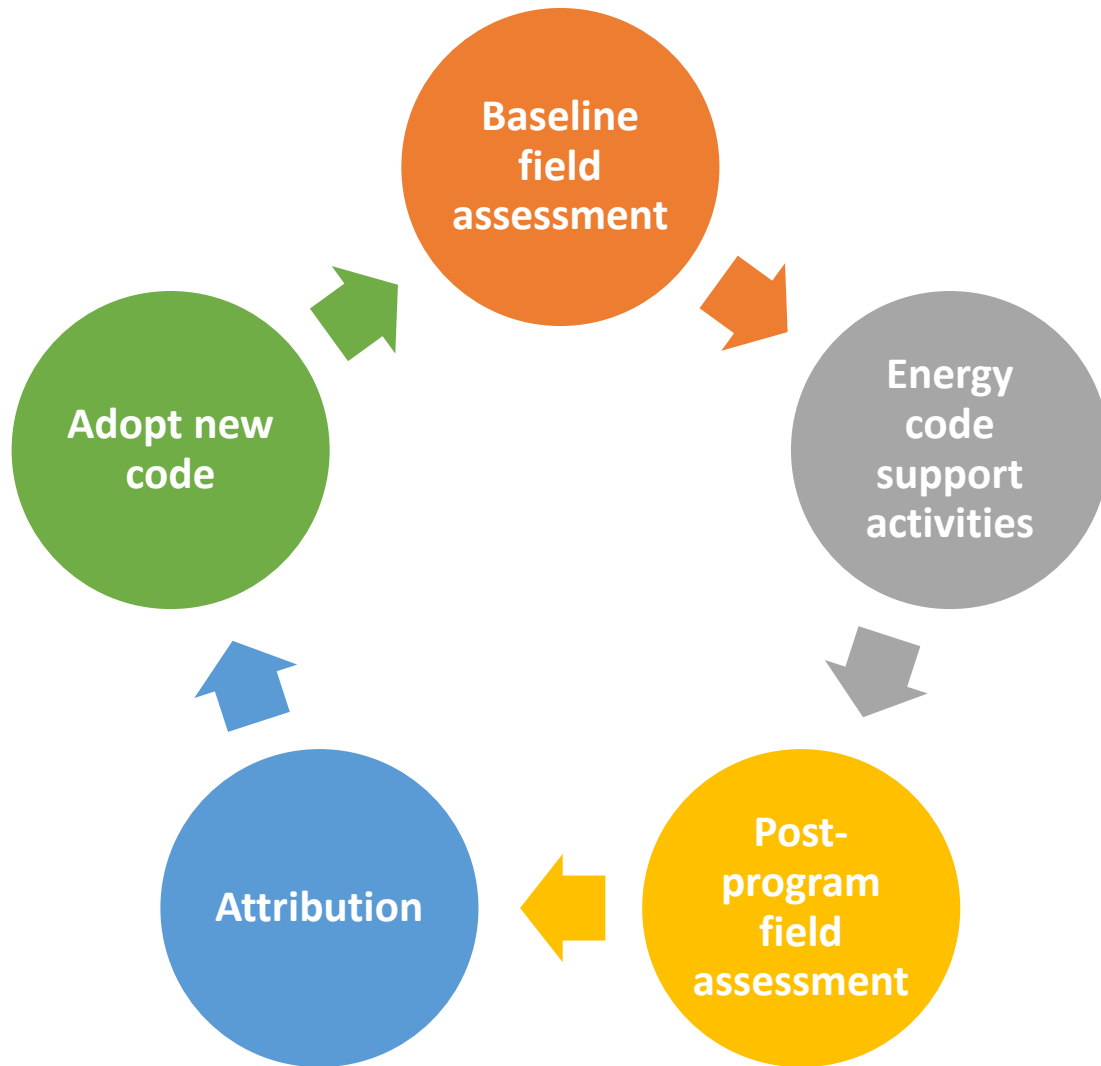 Baseline
field
assessment
Energy
code
support
activities
Post-
program
field
assessment
Attribution
Adopt new
code